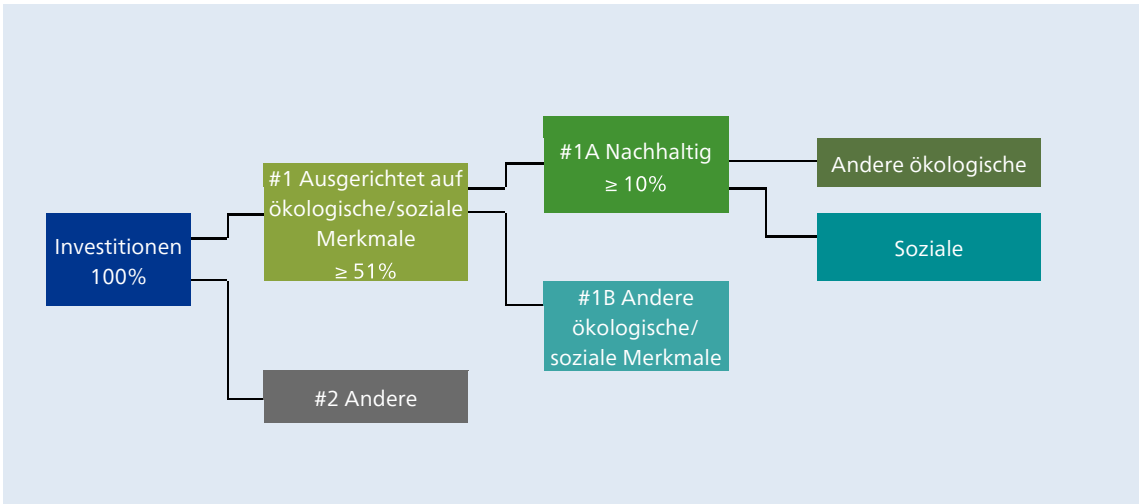 Investitionen
100%
#1 Ausgerichtet auf
ökologische/soziale
Merkmale
≥ 51%
#2 Andere
#1A Nachhaltig
≥ 10%
#1B Andere
ökologische/
soziale Merkmale
Andere ökologische
Soziale